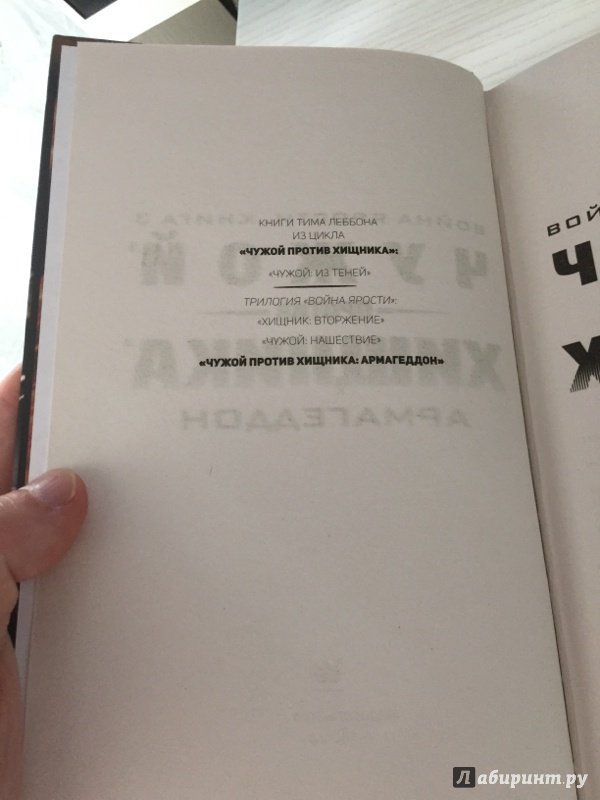 КНИГИ ТИМА ЛЕББОНА
ИЗ ЦИКЛА
«ЧУЖОЙ ПРОТИВ ХИЩНИКА»:
«ЧУЖОЙ: ИЗ ТЕНЕЙ»
ТРИЛОГИЯ «ВОЙНА ЯРОСТИ»:
«ХИЩНИК: ВТОРЖЕНИЕ»
«ЧУЖОЙ: НАШЕСТВИЕ»
«ЧУЖОЙ ПРОТИВ ХИЩНИКА: АРМАГЕДДОН»
ВОЙ
Ч
Х
Лабиринт.ру